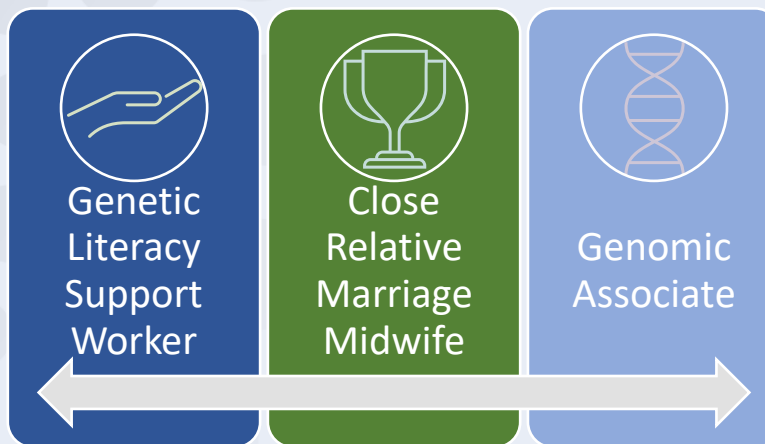 Genetic
Literacy
Support
Worker
Close
Relative
Marriage
Midwife
Genomic
Associate